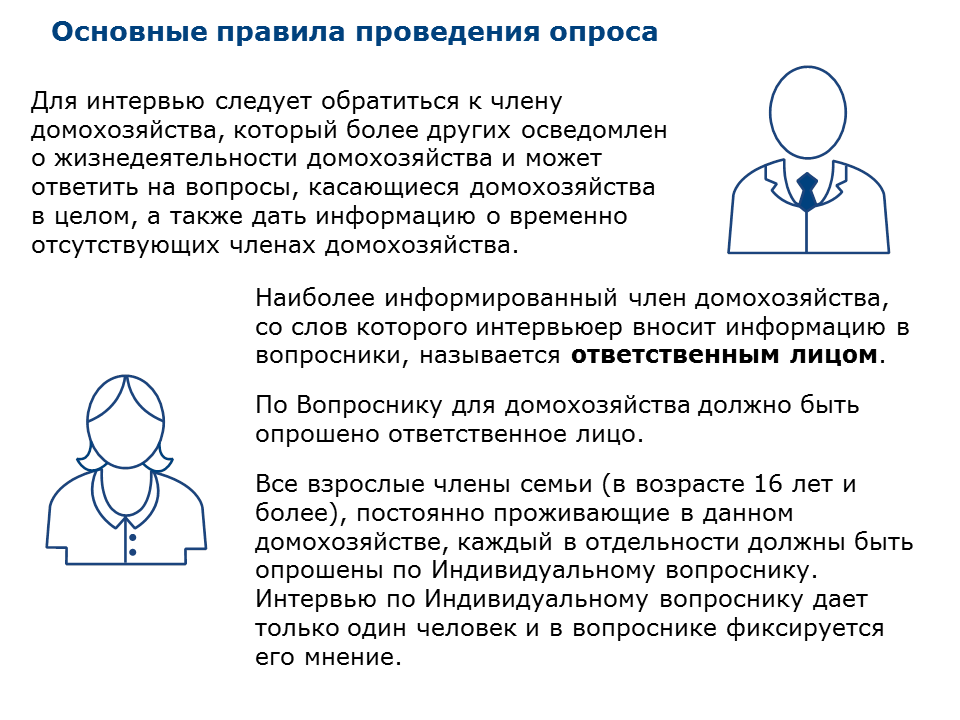 Основные правила проведения опроса
Для интервью следует обратиться к члену
домохозяйства, который более других осведомлен
о жизнедеятельности домохозяйства и может
ответить на вопросы, касающиеся домохозяйства
в целом, а также дать информацию о временно
отсутствующих членах домохозяйства.
Наиболее информированный член домохозяйства,
со слов которого интервьюер вносит информацию в
вопросники, называется ответственным лицом.
По Вопроснику для домохозяйства должно быть
опрошено ответственное лицо.
Все взрослые члены семьи (в возрасте 16 лет и
более), постоянно проживающие в данном
домохозяйстве, каждый в отдельности должны быть
опрошены по Индивидуальному вопроснику.
Интервью по Индивидуальному вопроснику дает
только один человек и в вопроснике фиксируется
его мнение.